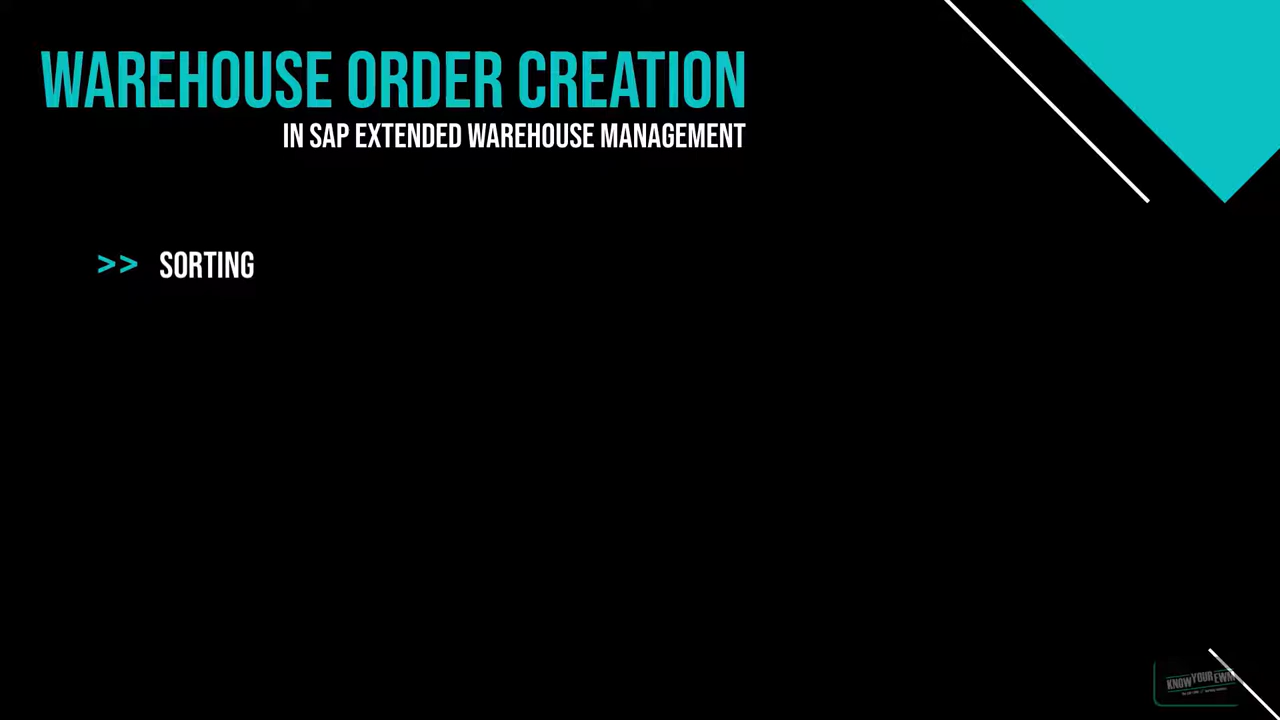 WAREHOUSE ORDER CREATION
IN SAP EXTENDED WAREHOUSE MANAGEMENT
>> SORTING
KNOW YOUR EWM